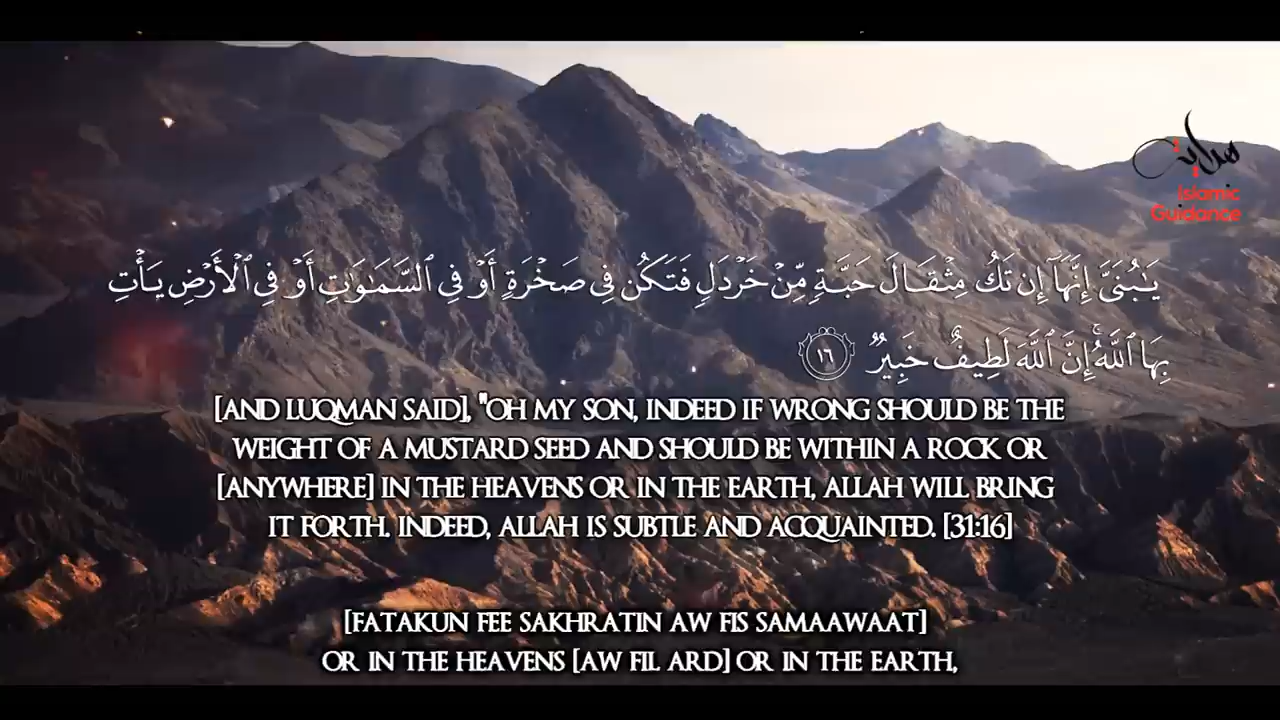 هداية
Islamic
Guidance
يَـٰبُنَىَّ إِنَّهَآ إِن تَكُ مِثْقَالَ حَبَّةٍ مِّنْ خَرْدَلٍ فَتَكُن فِى صَخْرَةٍ أَوْ فِى ٱلسَّمَـٰوَٰتِ أَوْ فِى ٱلْأَرْضِ يَأْتِ
بِهَا ٱللَّهُ ۚ إِنَّ ٱللَّهَ لَطِيفٌ خَبِيرٌ ١٦
[AND LUQMAN SAID], "OH MY SON, INDEED IF WRONG SHOULD BE THE
WEIGHT OF A MUSTARD SEED AND SHOULD BE WITHIN A ROCK OR
[ANYWHERE] IN THE HEAVENS OR IN THE EARTH, ALLAH WILL BRING
IT FORTH. INDEED, ALLAH IS SUBTLE AND ACQUAINTED. [31:16]
[FATAKUN FEE SAKHRATIN AW FIS SAMAAWAAT]
OR IN THE HEAVENS [AW FIL ARD] OR IN THE EARTH,